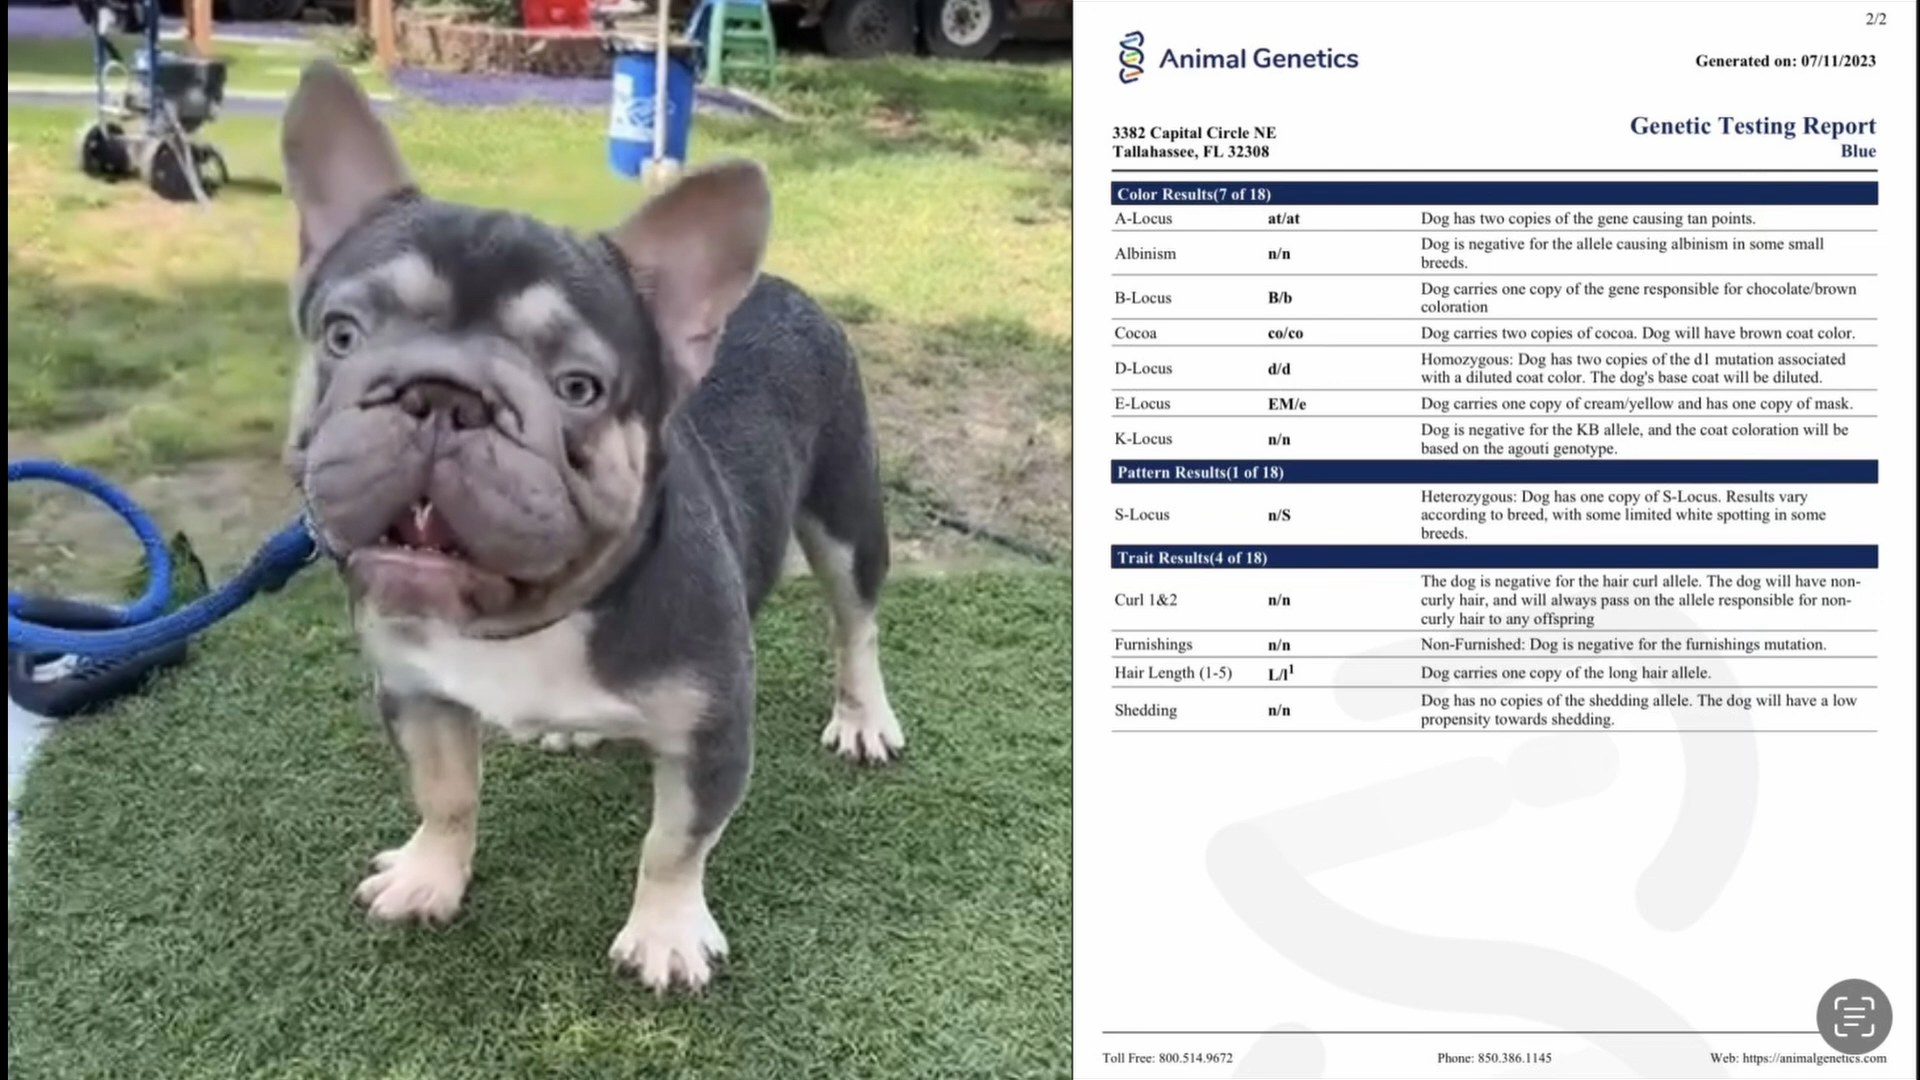 2/2
Animal Genetics
Generated on: 07/11/2023
3382 Capital Circle NE
Tallahassee, FL 32308
Genetic Testing Report
Blue
Color Results(7 of 18)
A-Locus at/at Dog has two copies of the gene causing tan points.
Albinism n/n Dog is negative for the allele causing albinism in some small
breeds.
B-Locus B/b Dog carries one copy of the gene responsible for chocolate/brown
coloration
Cocoa co/co Dog carries two copies of cocoa. Dog will have brown coat color.
D-Locus d/d Homozygous: Dog has two copies of the d1 mutation associated
with a diluted coat color. The dog's base coat will be diluted.
E-Locus EM/e Dog carries one copy of cream/yellow and has one copy of mask.
K-Locus n/n Dog is negative for the KB allele, and the coat coloration will be
based on the agouti genotype.
Pattern Results(1 of 18)
S-Locus n/S Heterozygous: Dog has one copy of S-Locus. Results vary
according to breed, with some limited white spotting in some
breeds.
Trait Results(4 of 18)
Curl 1&2 n/n The dog is negative for the hair curl allele. The dog will have non-
curly hair, and will always pass on the allele responsible for non-
curly hair to any offspring
Furnishings n/n Non-Furnished: Dog is negative for the furnishings mutation.
Hair Length (1-5) L/l¹ Dog carries one copy of the long hair allele.
Shedding n/n Dog has no copies of the shedding allele. The dog will have a low
propensity towards shedding.
Toll Free: 800.514.9672 Phone: 850.386.1145 Web: https://animalgenetics.com